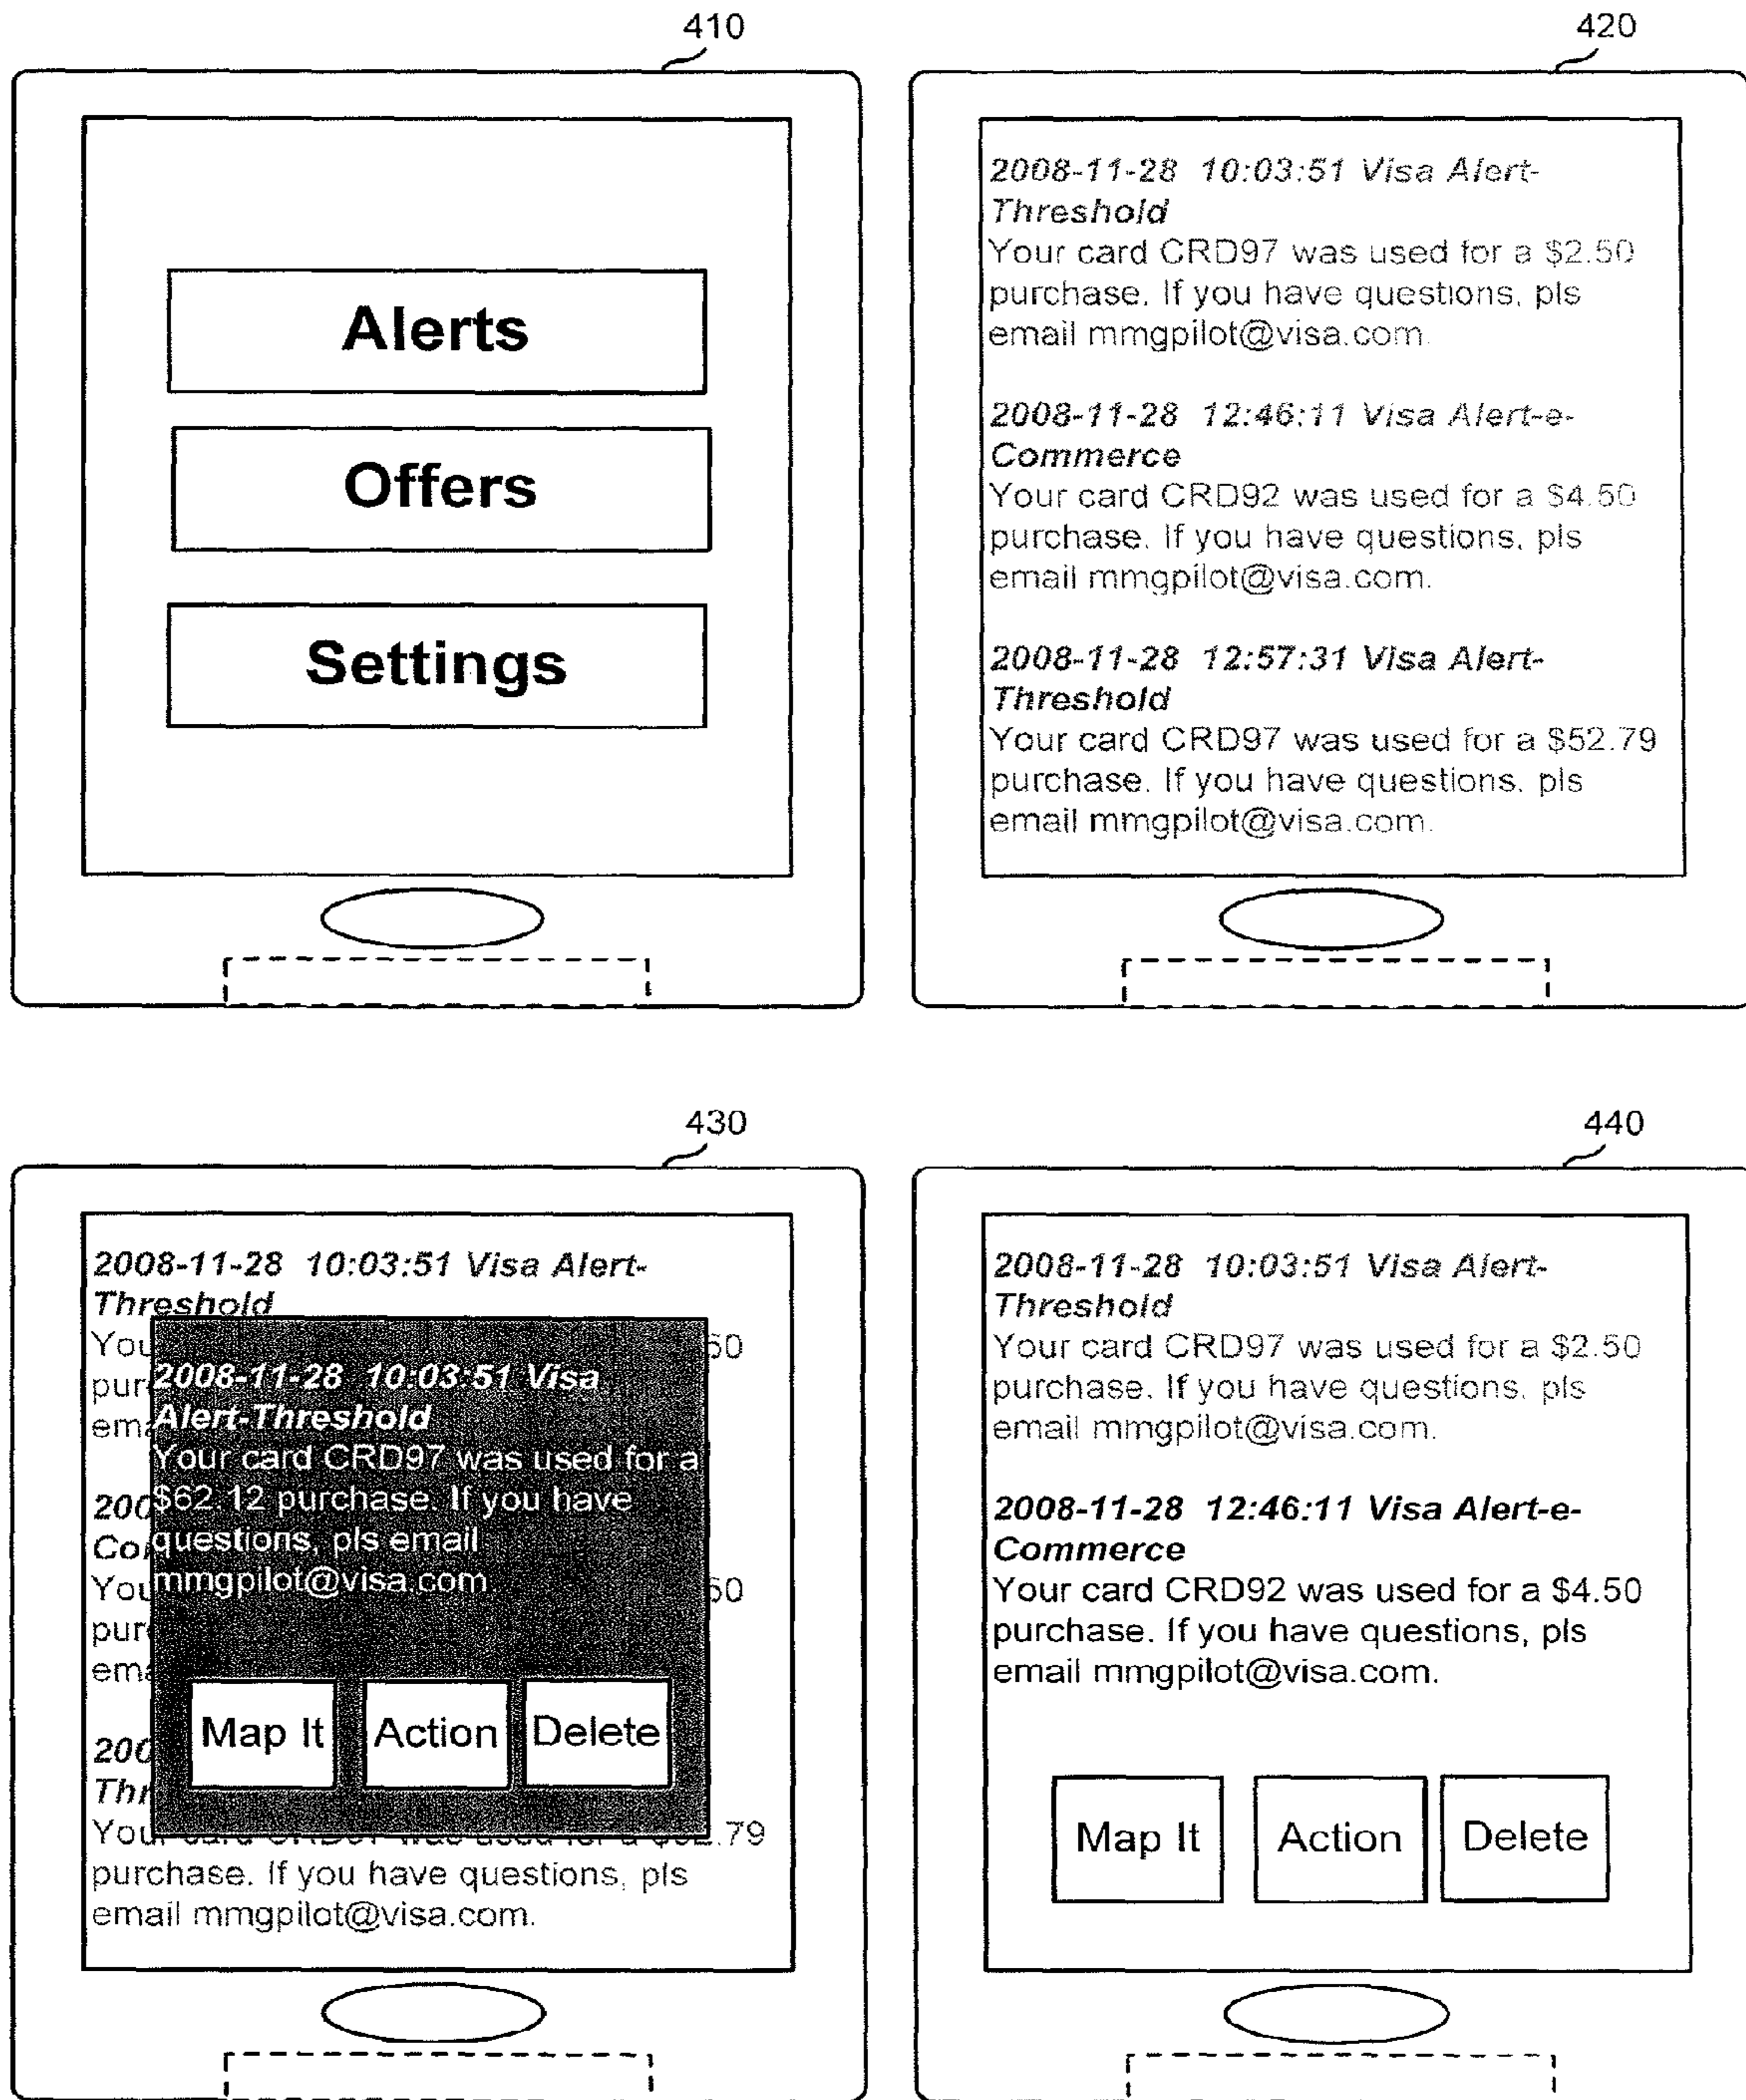 410
Alerts
Offers
Settings
420
2008-11-28 10:03:51 Visa Alert-
Threshold
Your card CRD97 was used for a $2.50
purchase. If you have questions, pls
email mmgpilot@visa.com.
2008-11-28 12:46:11 Visa Alert-e-
Commerce
Your card CRD92 was used for a $4.50
purchase. If you have questions, pls
email mmgpilot@visa.com.
2008-11-28 12:57:31 Visa Alert-
Threshold
Your card CRD97 was used for a $52.79
purchase. If you have questions, pls
email mmgpilot@visa.com.
430
2008-11-28 10:03:51 Visa Alert-
Threshold
2008-11-28 10:03:51 Visa
Alert-Threshold
Your card CRD97 was used for a
$62.12 purchase. If you have
questions, pls email
mmgpilot@visa.com
Map It Action Delete
purchase. If you have questions, pls
email mmgpilot@visa.com.
440
2008-11-28 10:03:51 Visa Alert-
Threshold
Your card CRD97 was used for a $2.50
purchase. If you have questions, pls
email mmgpilot@visa.com.
2008-11-28 12:46:11 Visa Alert-e-
Commerce
Your card CRD92 was used for a $4.50
purchase. If you have questions, pls
email mmgpilot@visa.com.
Map It Action Delete